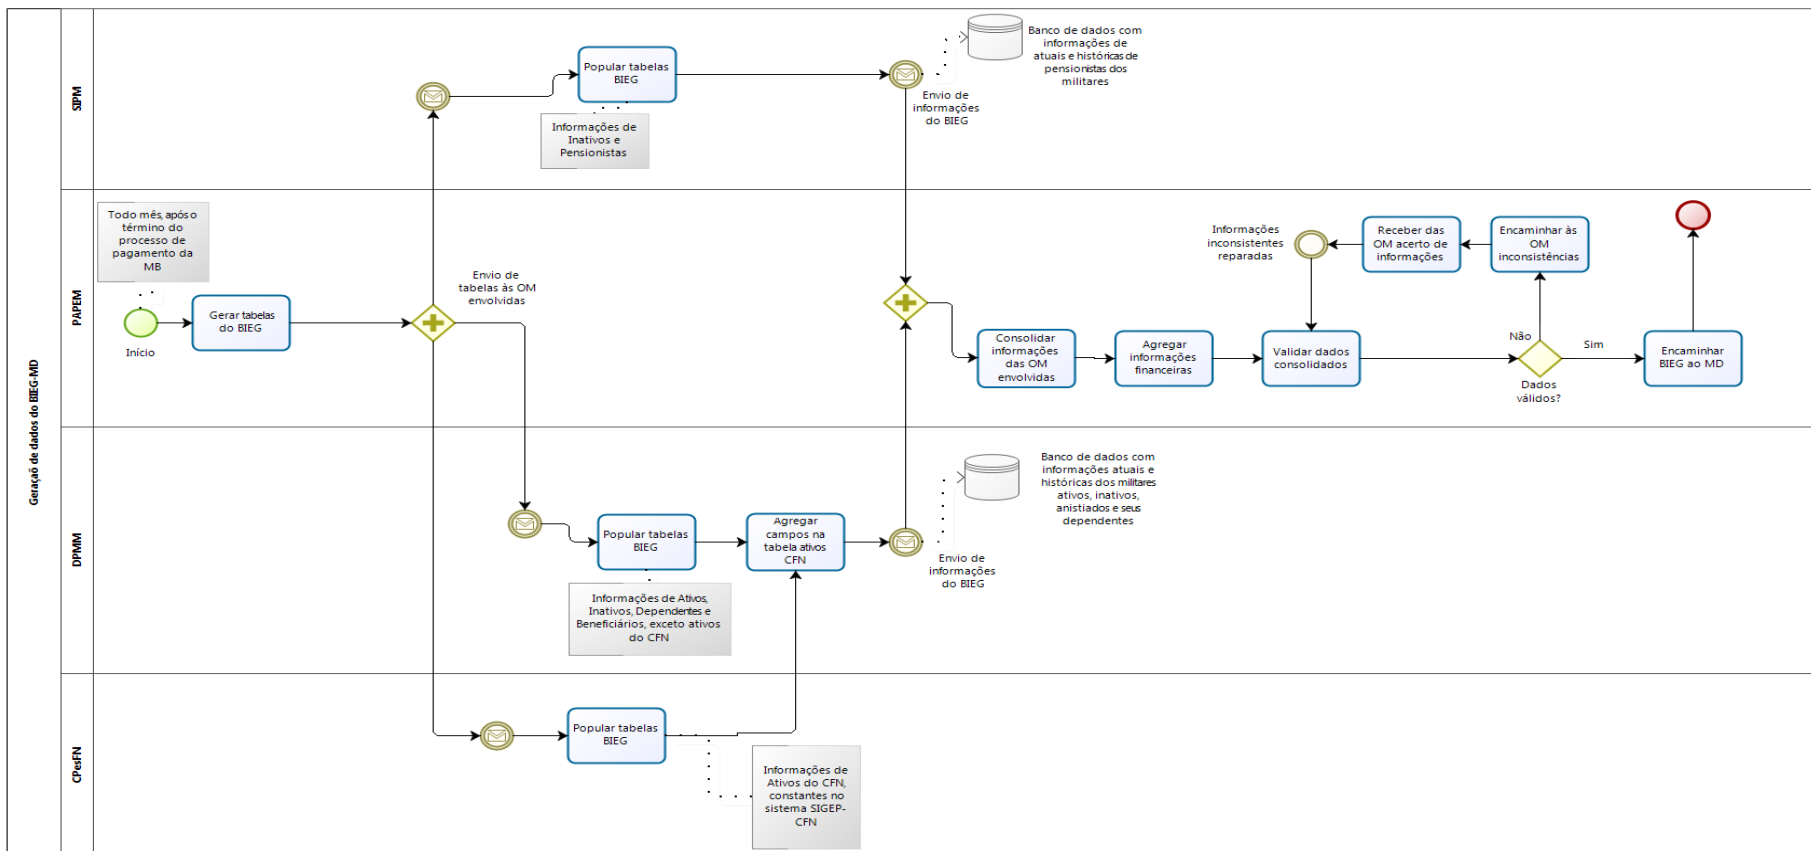 Geração de dados do BIEG-MD
SIPM
Popular tabelas
BIEG
Informações de
Inativos e
Pensionistas
Envio de
informações
do BIEG
Banco de dados com
informações de
atuais e históricas de
pensionistas dos
militares
PAPEM
Todo mês, após o
término do
processo de
pagamento da
MB
Início
Gerar tabelas
do BIEG
Envio de
tabelas às OM
envolvidas
Consolidar
informações
das OM
envolvidas
Agregar
informações
financeiras
Validar dados
consolidados
Informações
inconsistentes
reparadas
Receber das
OM acerto de
informações
Encaminhar às
OM
inconsistências
Não
Sim
Dados
válidos?
Encaminhar
BIEG ao MD
DPMM
Popular tabelas
BIEG
Informações de Ativos,
Inativos, Dependentes e
Beneficiários, exceto ativos
do CFN
Agregar
campos na
tabela ativos
CFN
Envio de
informações
do BIEG
Banco de dados com
informações atuais e
históricas dos militares
ativos, inativos,
anistiados e seus
dependentes
CPesFN
Popular tabelas
BIEG
Informações de
Ativos do CFN,
constantes no
sistema SIGEP-
CFN